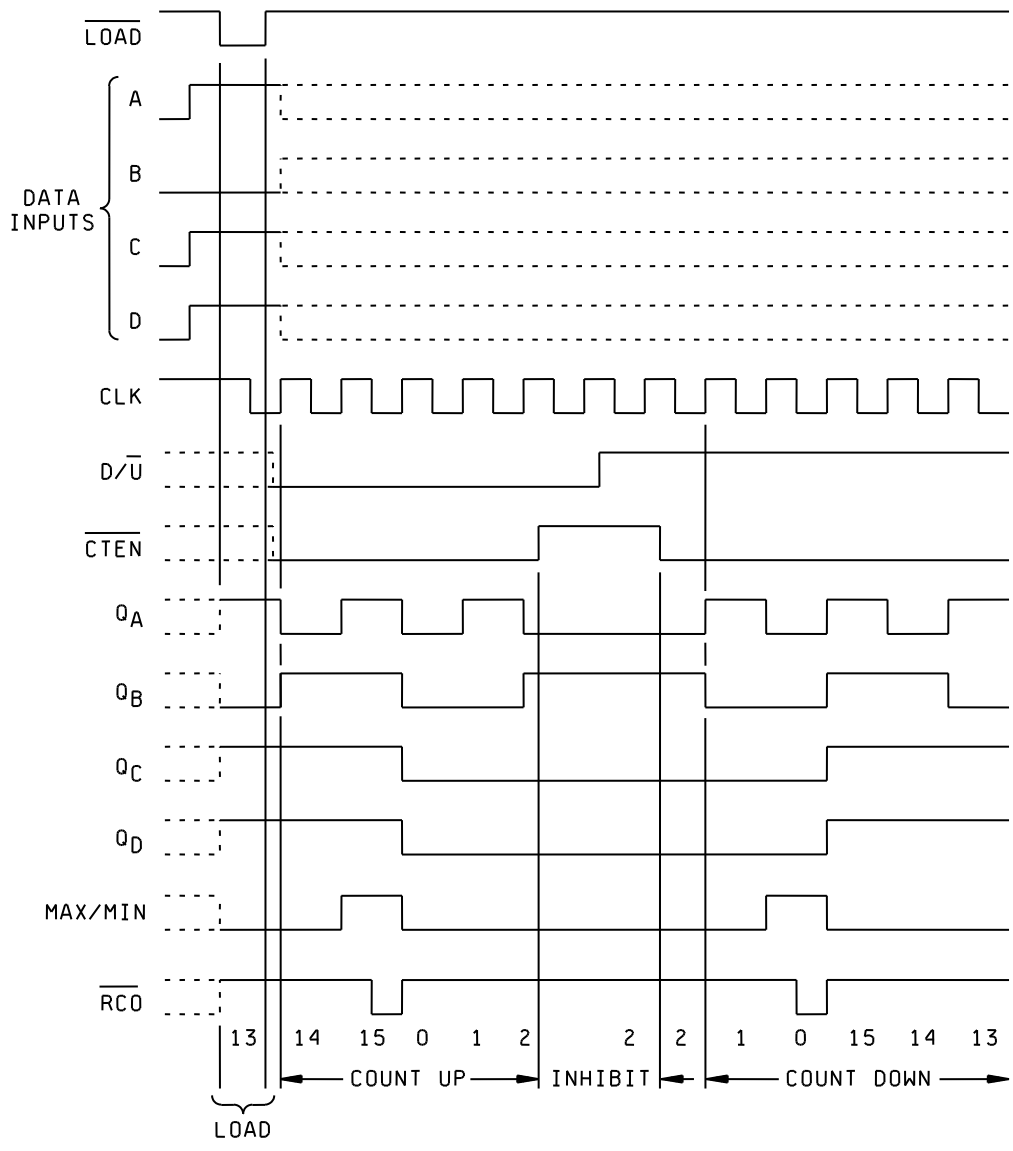 LOAD
A
B
DATA
INPUTS
C
D
CLK
D/U
CTEN
QA
QB
QC
QD
MAX/MIN
RCO
13 14 15 0 1 2 2 2 1 0 15 14 13
COUNT UP INHIBIT COUNT DOWN
LOAD